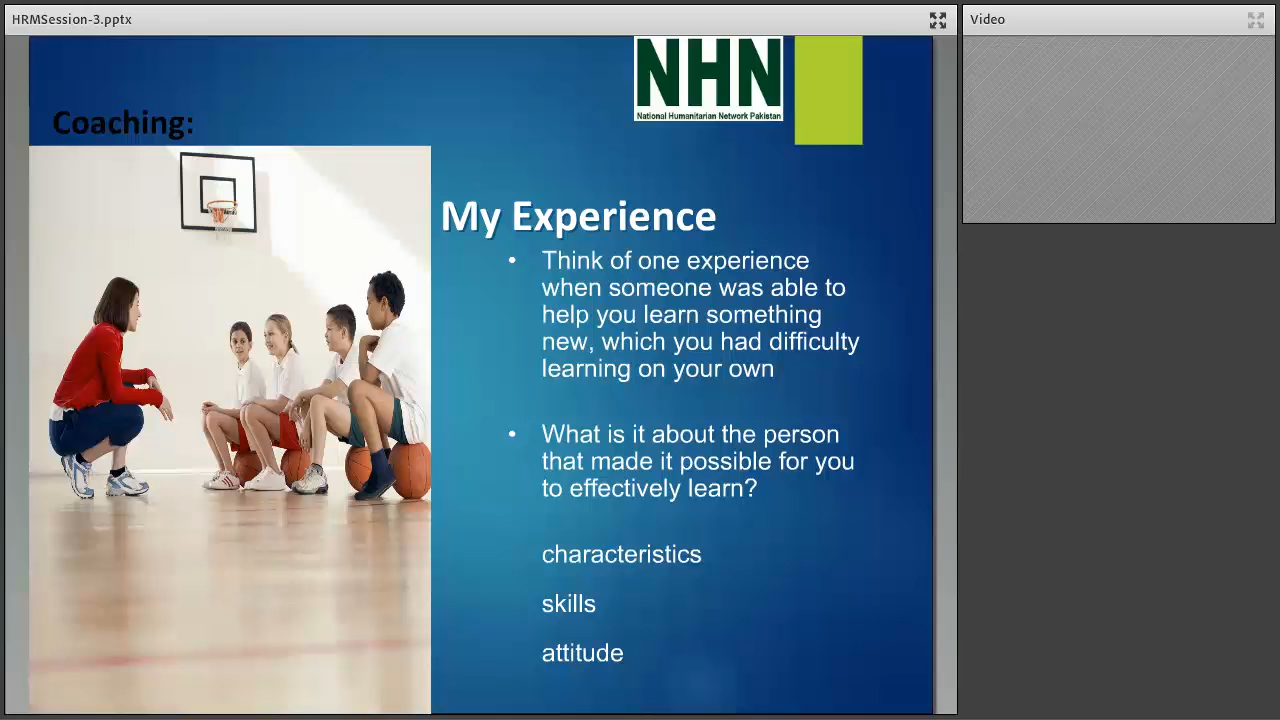 HRMSession-3.pptx
Video
NHN
National Humanitarian Network Pakistan
Coaching:
My Experience
• Think of one experience
when someone was able to
help you learn something
new, which you had difficulty
learning on your own
• What is it about the person
that made it possible for you
to effectively learn?
characteristics
skills
attitude